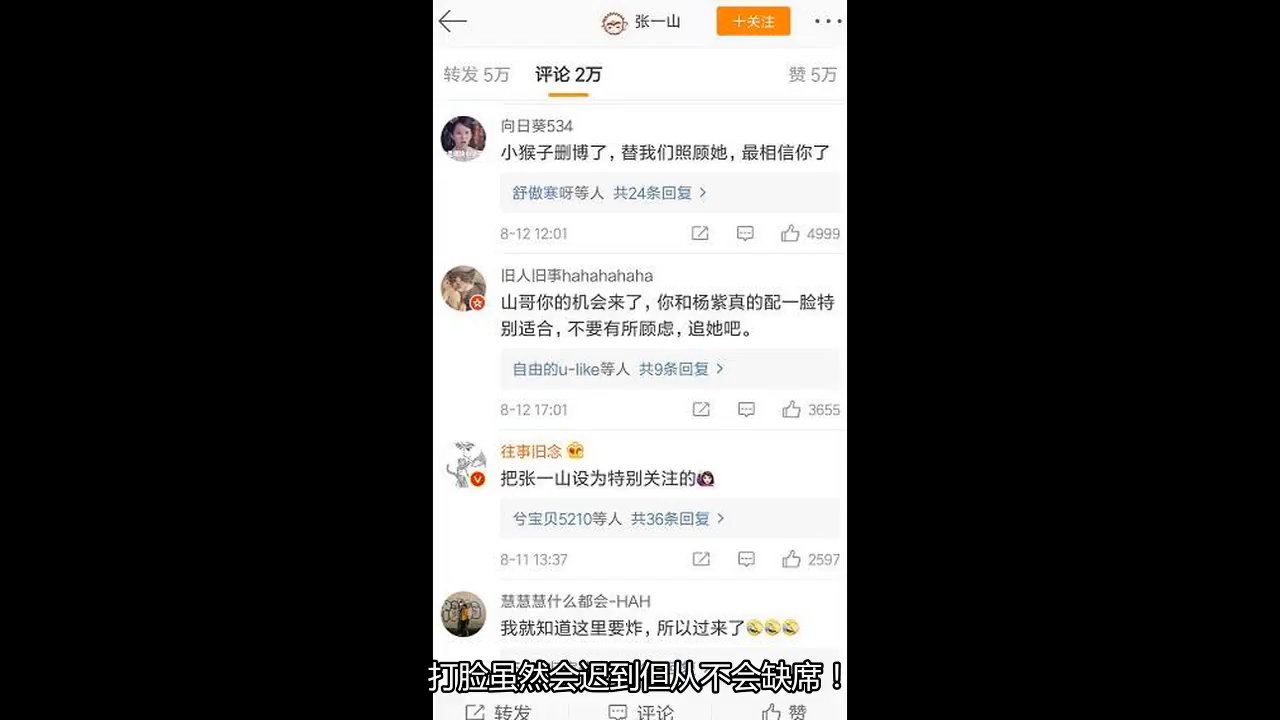 张一山
十关注
转发 5万
评论 2万
赞 5万
向日葵534
小猴子删博了，替我们照顾她，最相信你了
舒傲寒呀等人 共24条回复 >
8-12 12:01
4999
旧人旧事hahahahaha
山哥你的机会来了，你和杨紫真的配一脸特
别适合，不要有所顾虑，追她吧。
自由的u-like等人 共9条回复 >
8-12 17:01
3655
往事旧念
把张一山设为特别关注的
兮宝贝5210等人 共36条回复 >
8-11 13:37
2597
慧慧慧什么都会-HAH
我就知道这里要炸，所以过来了
打脸虽然会迟到但从不会缺席！
转发
评论
赞